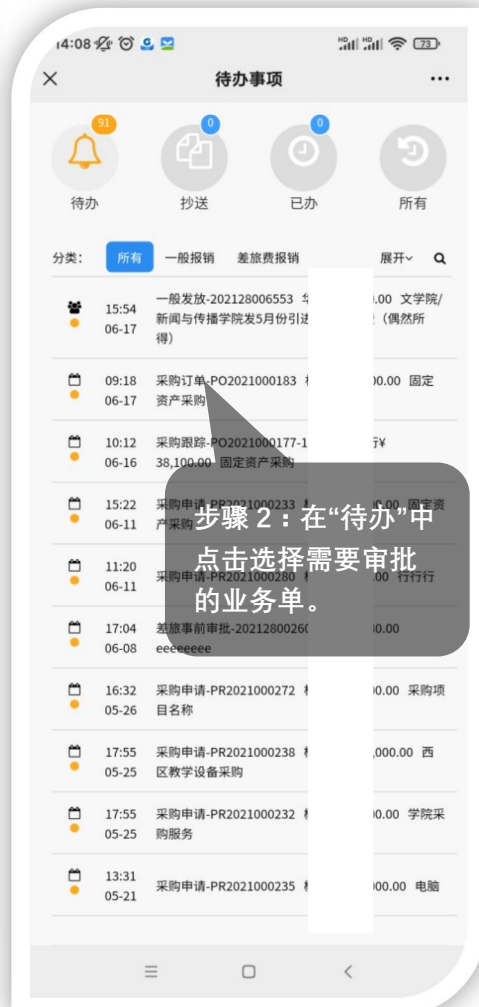 14:08 73
待办事项
91 0 0
待办 抄送 已办 所有
分类: 所有 一般报销 差旅费报销 展开
15:54 一般发放-202128006553 .00 文学院/
06-17 新闻与传播学院发5月份引进 (偶然所
得)
09:18 采购订单-PO2021000183 00.00 固定
06-17 资产采购
10:12 采购跟踪-PO2021000177-1 行¥
06-16 38,100.00 固定资产采购
15:22 采购申请-PR2021000233 00.00 固定资
06-11 产采购
11:20
06-11 采购申请-PR2021000280 .00 行行行
17:04 差旅事前审批-2021280026 .00
06-08 eeeeeeee
16:32 采购申请-PR2021000272 00.00 采购项
05-26 目名称
17:55 采购申请-PR2021000238 ,000.00 西
05-25 区教学设备采购
17:55 采购申请-PR2021000232 00.00 学院采
05-25 购服务
13:31
05-21 采购申请-PR2021000235 000.00 电脑
步骤 2：在“待办”中
点击选择需要审批
的业务单。